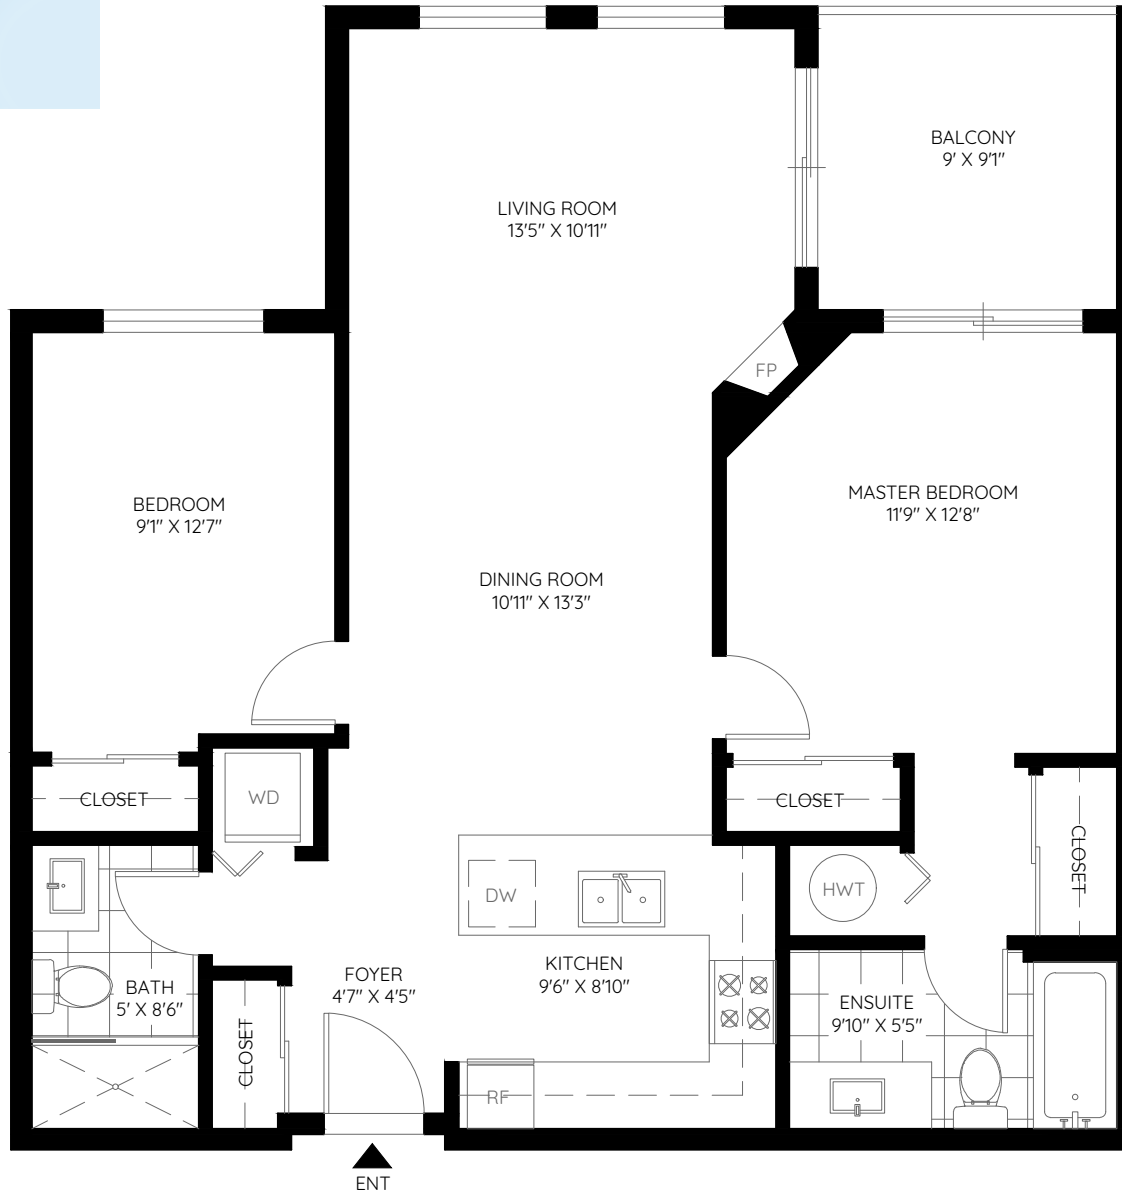 BALCONY
9' X 9'1"
LIVING ROOM
13'5" X 10'11"
FP
BEDROOM
9'1" X 12'7"
MASTER BEDROOM
11'9" X 12'8"
DINING ROOM
10'11" X 13'3"
CLOSET
WD
CLOSET
CLOSET
DW
HWT
BATH
5' X 8'6"
FOYER
4'7" X 4'5"
KITCHEN
9'6" X 8'10"
ENSUITE
9'10" X 5'5"
CLOSET
RF
ENT